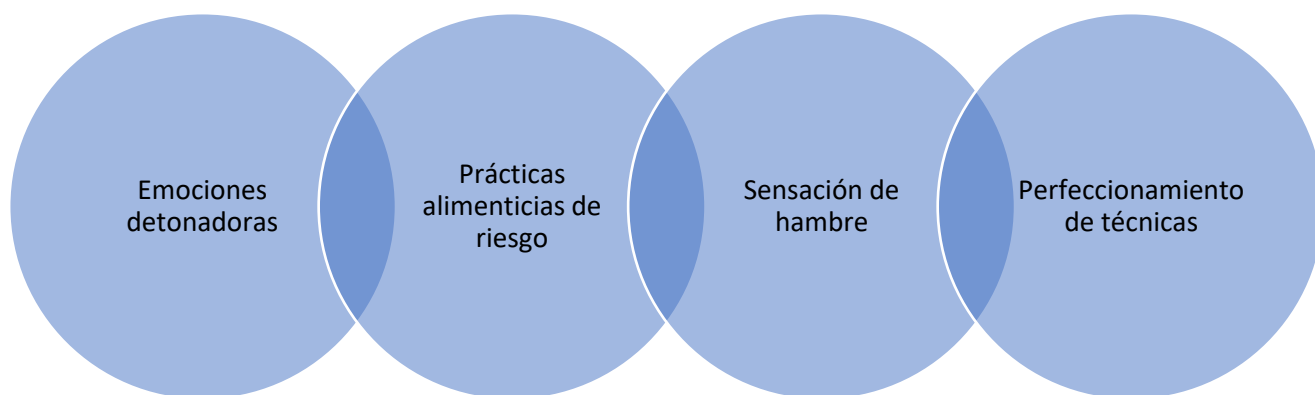 Emociones
detonadoras
Prácticas
alimenticias de
riesgo
Sensación de
hambre
Perfeccionamiento
de técnicas